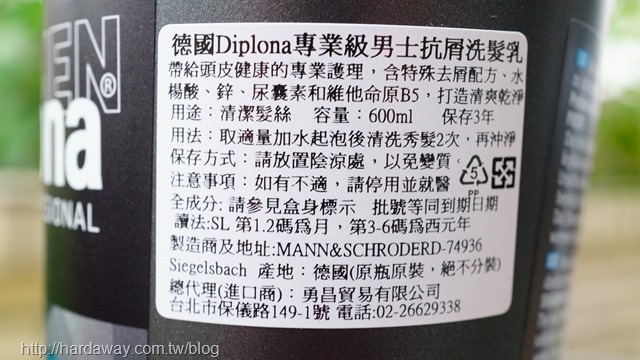 MEN®
ona
SIONAL
德國Diplona專業級男士抗屑洗髮乳
帶給頭皮健康的專業護理，含特殊去屑配方、水
楊酸、鋅、尿囊素和維他命原B5，打造清爽乾淨
用途：清潔髮絲　容量：600ml　　保存3年
用法：取適量加水起泡後清洗秀髮2次，再沖淨
保存方式：請放置陰涼處，以免變質
注意事項：如有不適，請停用並就醫
5
PP
全成分: 請參見盒身標示　批號等同到期日期
讀法:SL 第1.2碼為月，第3-6碼為西元年
製造商及地址:MANN&SCHRODERD-74936
Siegelsbach 產地：德國(原瓶原裝，絕不分裝)
總代理(進口商)：勇昌貿易有限公司
台北市保儀路149-1號 電話:02-26629338
http://hardaway.com.tw/blog